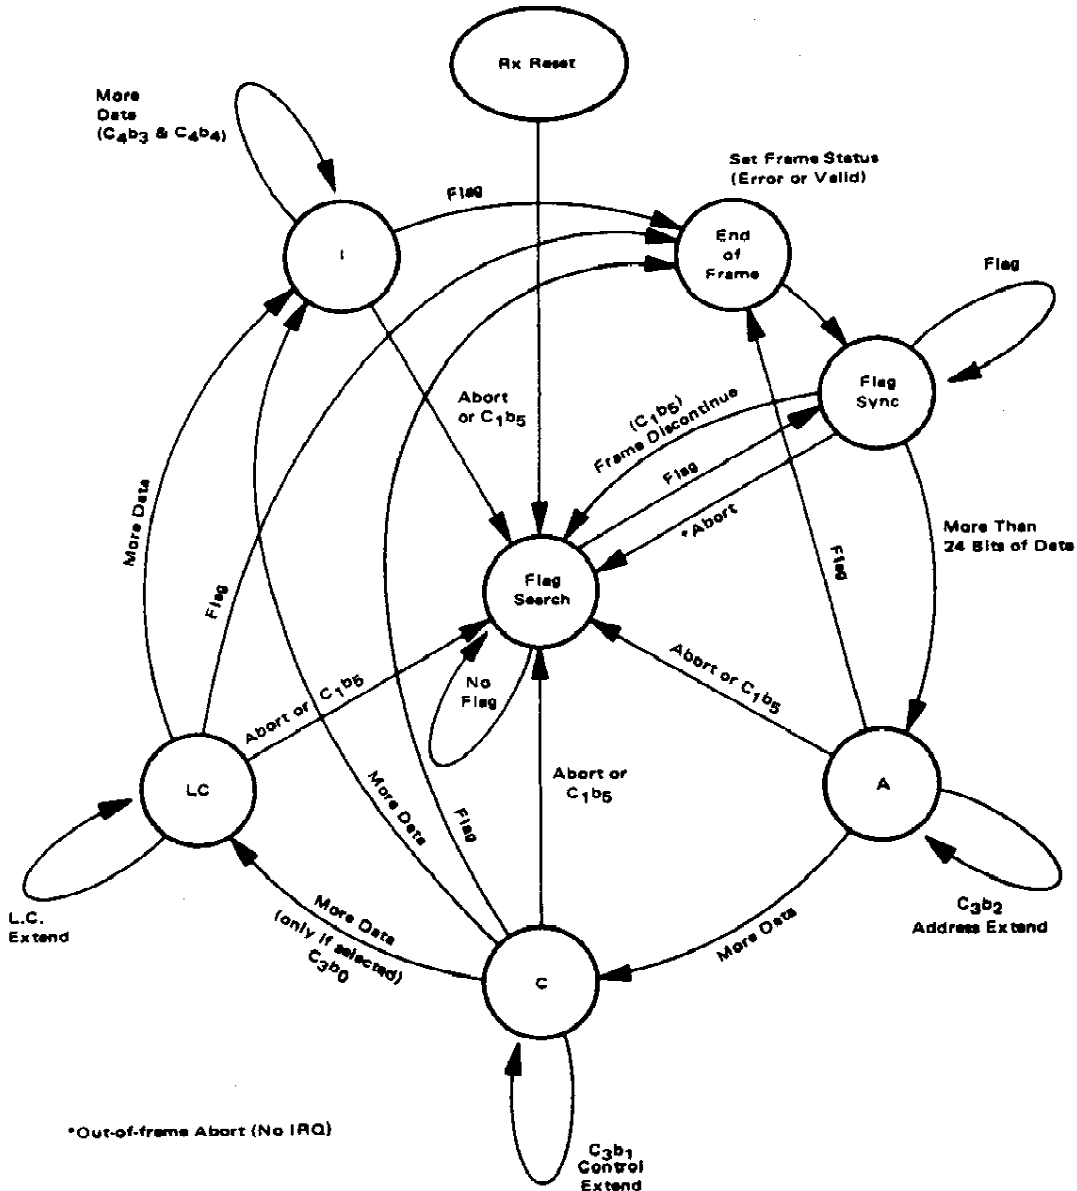 Rx Reset
More
Data
(C4b3 & C4b4)
Flag
Set Frame Status
(Error or Valid)
I
End
of
Frame
Flag
Flag
Sync
Abort
or C1b5
(C1b5)
Frame Discontinue
Flag
*Abort
More Data
More Than
24 Bits of Data
Flag
Flag
Flag
Search
No
Flag
Abort or C1b5
Abort or C1b5
LC
Abort or
C1b5
A
More Data
Flag
L.C.
Extend
More Data
(only if selected)
C3b0
More Data
C3b2
Address Extend
C
*Out-of-frame Abort (No IRQ)
C3b1
Control
Extend